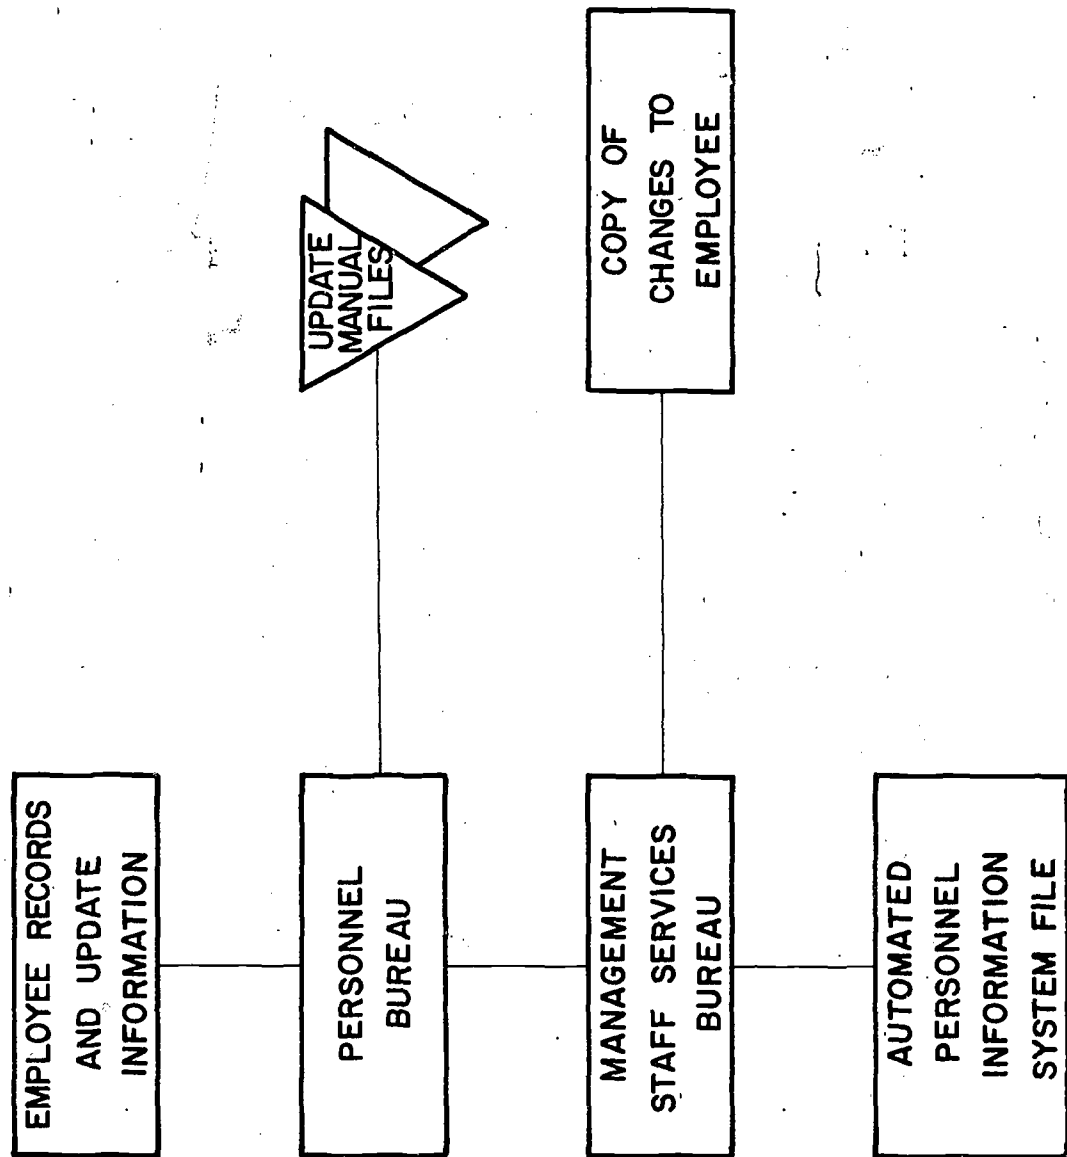 EMPLOYEE RECORDS
AND UPDATE
INFORMATION
PERSONNEL
BUREAU
UPDATE
MANUAL
FILES
MANAGEMENT
STAFF SERVICES
BUREAU
COPY OF
CHANGES TO
EMPLOYEE
AUTOMATED
PERSONNEL
INFORMATION
SYSTEM FILE